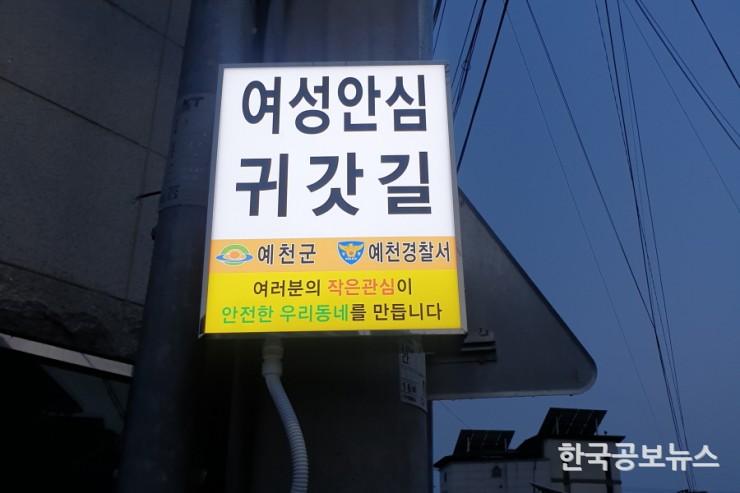 여성안심
귀갓길
예천군 예천경찰서
여러분의 작은관심이
안전한 우리동네를 만듭니다
한국공보뉴스